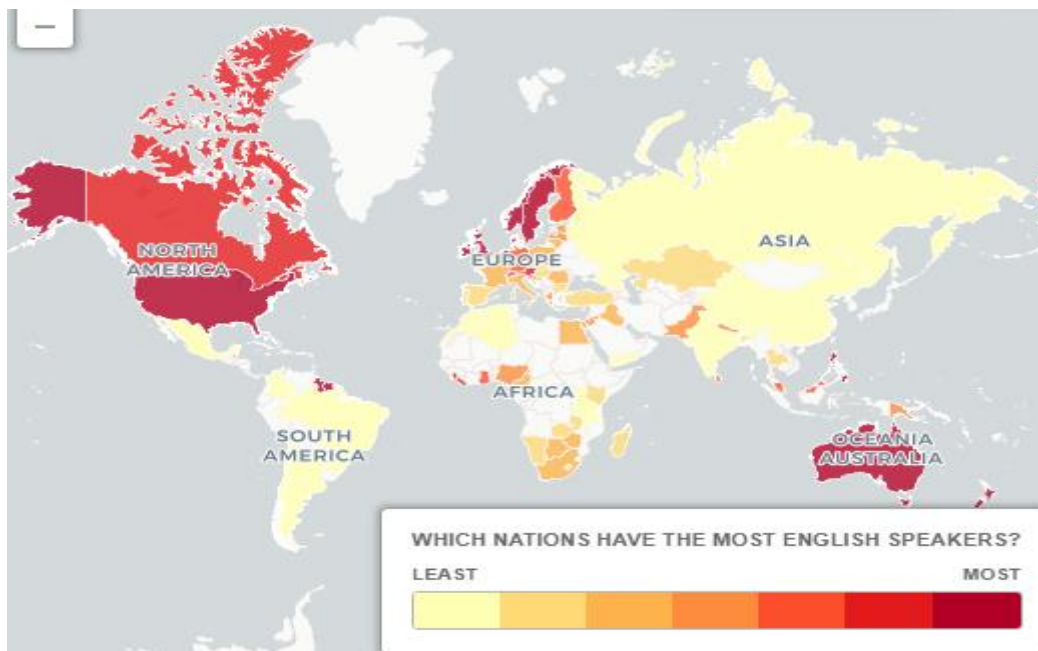 NORTH
AMERICA
EUROPE
ASIA
AFRICA
SOUTH
AMERICA
OCEANIA
AUSTRALIA
WHICH NATIONS HAVE THE MOST ENGLISH SPEAKERS?
LEAST MOST